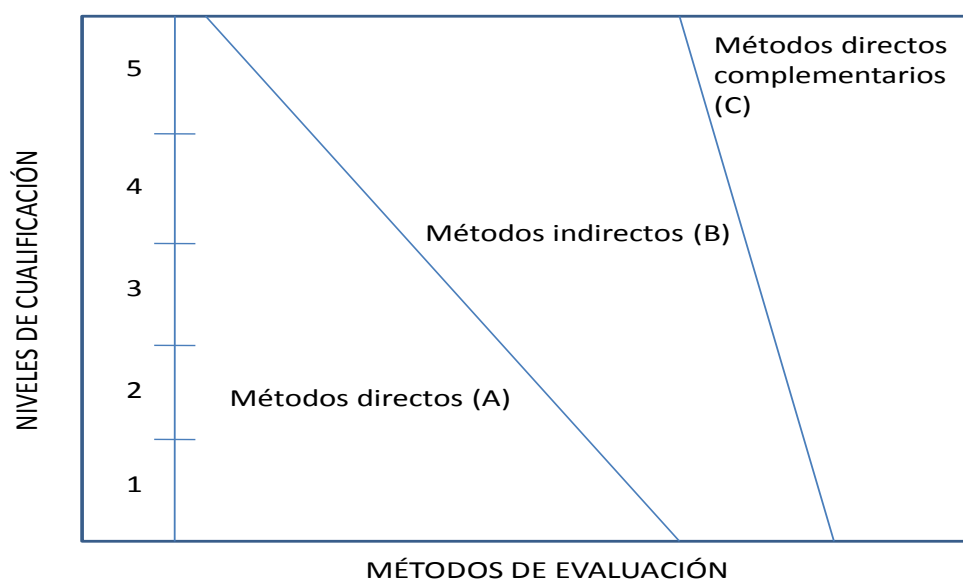 NIVELES DE CUALIFICACIÓN
5
4
3
2
1
Métodos directos
complementarios
(C)
Métodos indirectos (B)
Métodos directos (A)
MÉTODOS DE EVALUACIÓN